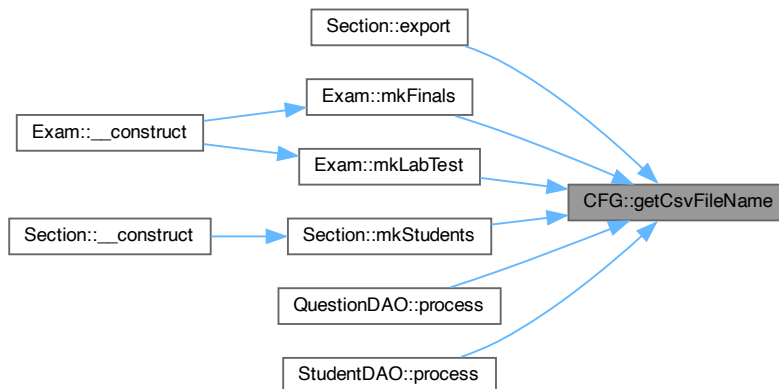 Section::export
Exam::mkFinals
Exam::__construct
Exam::mkLabTest
CFG::getCsvFileName
Section::__construct
Section::mkStudents
QuestionDAO::process
StudentDAO::process